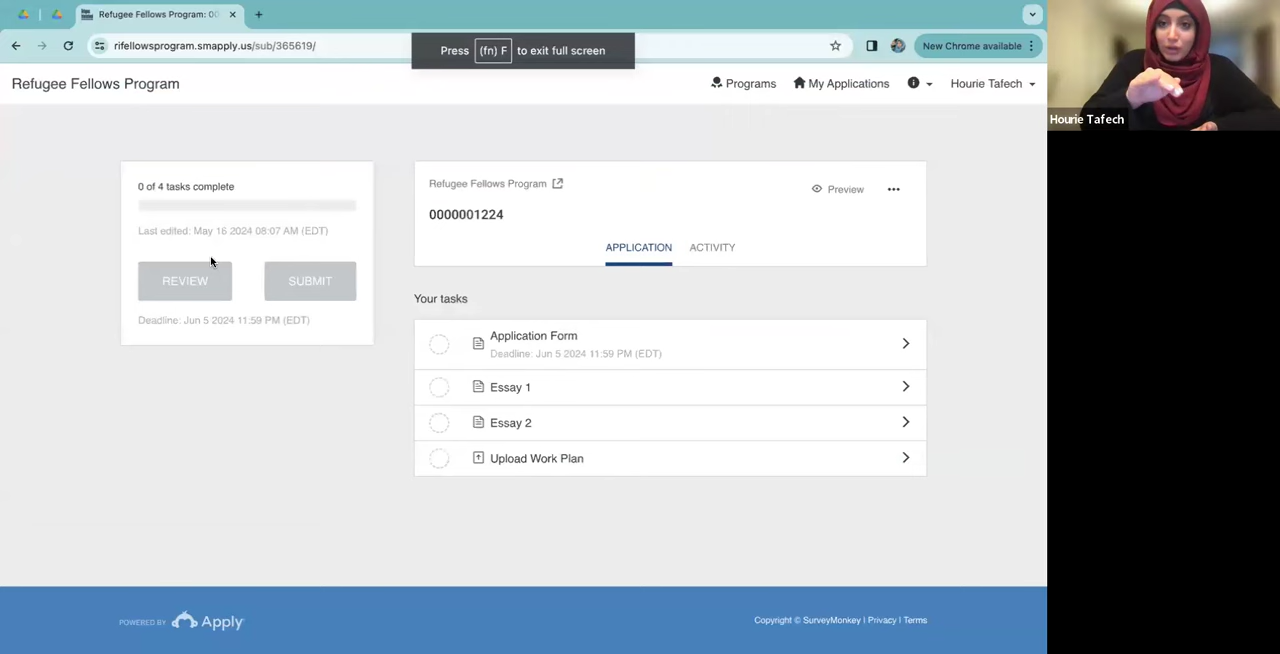 Refugee Fellows Program: 00
rifellowsprogram.smapply.us/sub/365619/
Press (fn) F to exit full screen
New Chrome available
Refugee Fellows Program
Programs
My Applications
Hourie Tafech
Hourie Tafech
0 of 4 tasks complete
Last edited: May 16 2024 08:07 AM (EDT)
REVIEW
SUBMIT
Deadline: Jun 5 2024 11:59 PM (EDT)
Refugee Fellows Program
Preview
0000001224
APPLICATION
ACTIVITY
Your tasks
Application Form
Deadline: Jun 5 2024 11:59 PM (EDT)
Essay 1
Essay 2
Upload Work Plan
POWERED BY Apply
Copyright © SurveyMonkey | Privacy | Terms